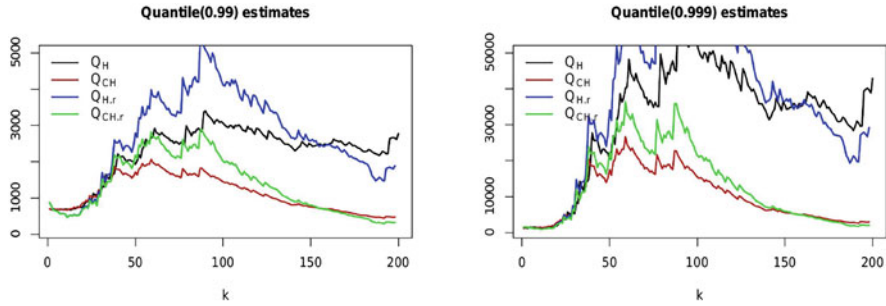 Quantile(0.99) estimates
5000
3000
1000
0
Q_H
Q_CH
Q_H.r
Q_CH.r
0 50 100 150 200
k
Quantile(0.999) estimates
50000
30000
10000
0
Q_H
Q_CH
Q_H.r
Q_CH.r
0 50 100 150 200
k